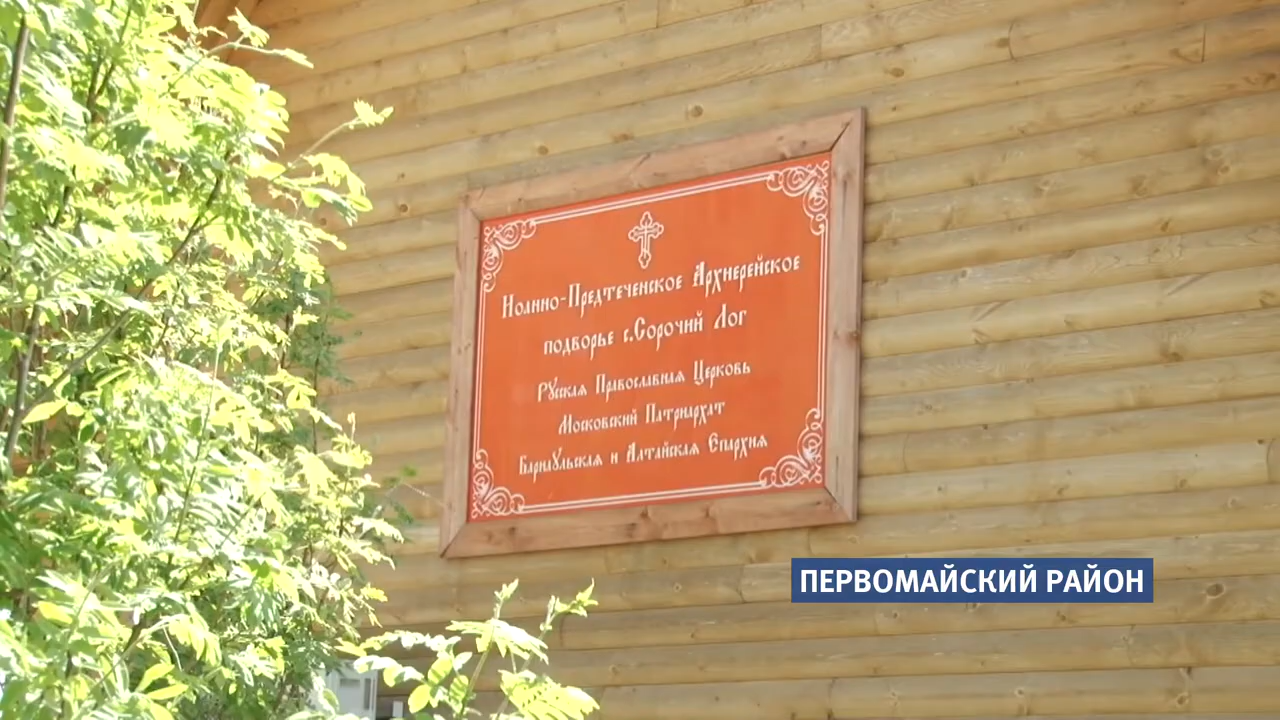 Иоанно-Предтеченское Архиерейское
подворье с.Сорочий Лог
Русская Православная Церковь
Московский Патриархат
Барнаульская и Алтайская Епархия
ПЕРВОМАЙСКИЙ РАЙОН